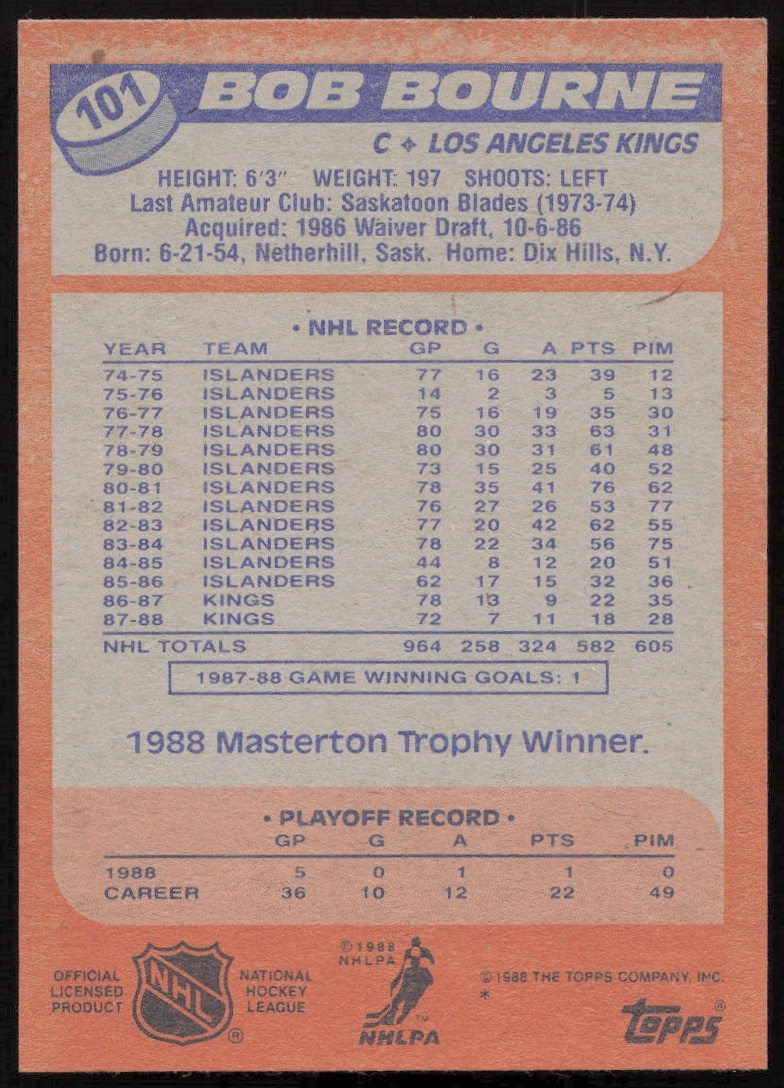 101
BOB BOURNE
C ⌖ LOS ANGELES KINGS
HEIGHT: 6'3" WEIGHT: 197 SHOOTS: LEFT
Last Amateur Club: Saskatoon Blades (1973-74)
Acquired: 1986 Waiver Draft, 10-6-86
Born: 6-21-54, Netherhill, Sask. Home: Dix Hills, N.Y.
• NHL RECORD •
YEAR TEAM GP G A PTS PIM
74-75 ISLANDERS 77 16 23 39 12
75-76 ISLANDERS 14 2 3 5 13
76-77 ISLANDERS 75 16 19 35 30
77-78 ISLANDERS 80 30 33 63 31
78-79 ISLANDERS 80 30 31 61 48
79-80 ISLANDERS 73 15 25 40 52
80-81 ISLANDERS 78 35 41 76 62
81-82 ISLANDERS 76 27 26 53 77
82-83 ISLANDERS 77 20 42 62 55
83-84 ISLANDERS 78 22 34 56 75
84-85 ISLANDERS 44 8 12 20 51
85-86 ISLANDERS 62 17 15 32 36
86-87 KINGS 78 13 9 22 35
87-88 KINGS 72 7 11 18 28
NHL TOTALS 964 258 324 582 605
1987-88 GAME WINNING GOALS: 1
1988 Masterton Trophy Winner.
• PLAYOFF RECORD •
GP G A PTS PIM
1988 5 0 1 1 0
CAREER 36 10 12 22 49
OFFICIAL
LICENSED
PRODUCT
NHL
®
NATIONAL
HOCKEY
LEAGUE
©1988
NHLPA
TM
NHLPA
©1988 THE TOPPS COMPANY, INC.
*
Topps®